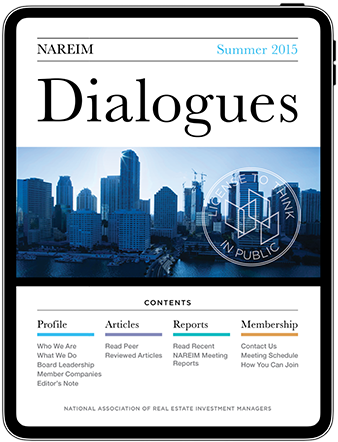 NAREIM
Summer 2015
Dialogues
LICENSE TO THINK
IN PUBLIC
CONTENTS
Profile
Who We Are
What We Do
Board Leadership
Member Companies
Editor's Note
Articles
Read Peer
Reviewed Articles
Reports
Read Recent
NAREIM Meeting
Reports
Membership
Contact Us
Meeting Schedule
How You Can Join
NATIONAL ASSOCIATION OF REAL ESTATE INVESTMENT MANAGERS